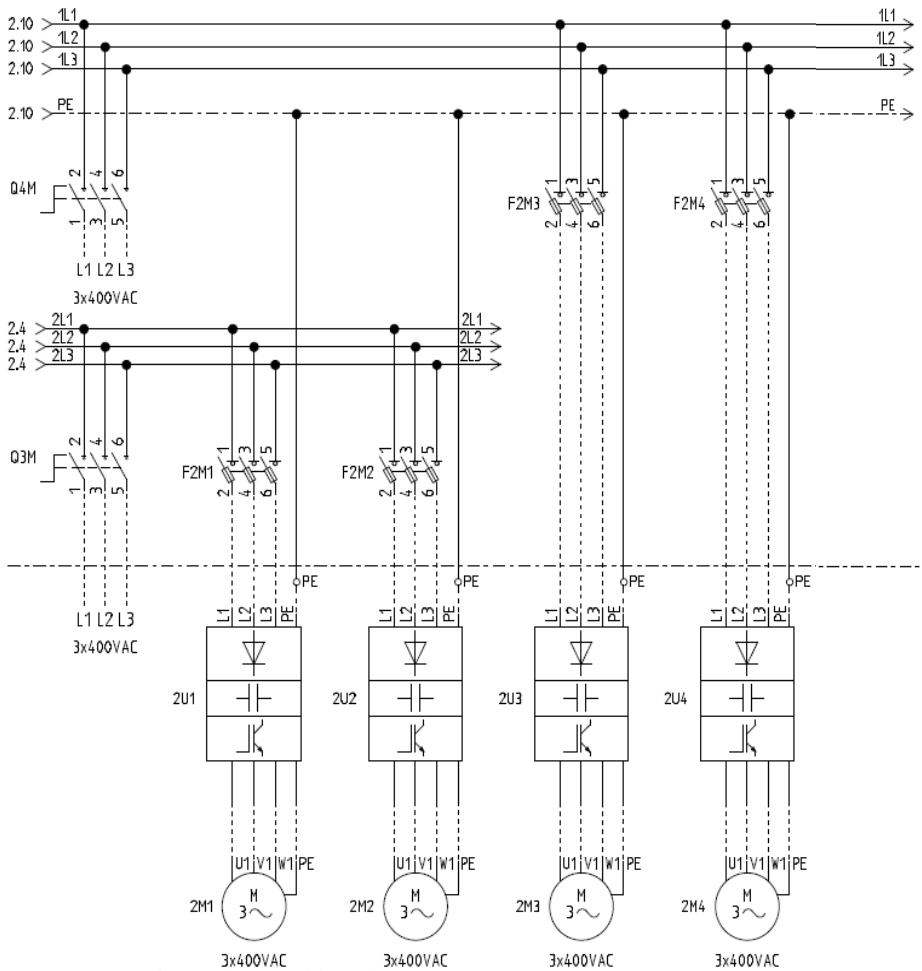 2.10 1L1 1L1
2.10 1L2 1L2
2.10 1L3 1L3
2.10 PE PE
2 4 6
Q4M
1 3 5
L1 L2 L3
3x400VAC
1 3 5
F2M3
2 4 6
1 3 5
F2M4
2 4 6
2.4 2L1 2L1
2.4 2L2 2L2
2.4 2L3 2L3
2 4 6
Q3M
1 3 5
L1 L2 L3
3x400VAC
1 3 5
F2M1
2 4 6
1 3 5
F2M2
2 4 6
PE PE PE PE
L1 L2 L3 PE
L1 L2 L3 PE
L1 L2 L3 PE
L1 L2 L3 PE
2U1 2U2 2U3 2U4
U1 V1 W1 PE
U1 V1 W1 PE
U1 V1 W1 PE
U1 V1 W1 PE
2M1
M
3
2M2
M
3
2M3
M
3
2M4
M
3
3x400VAC 3x400VAC 3x400VAC 3x400VAC